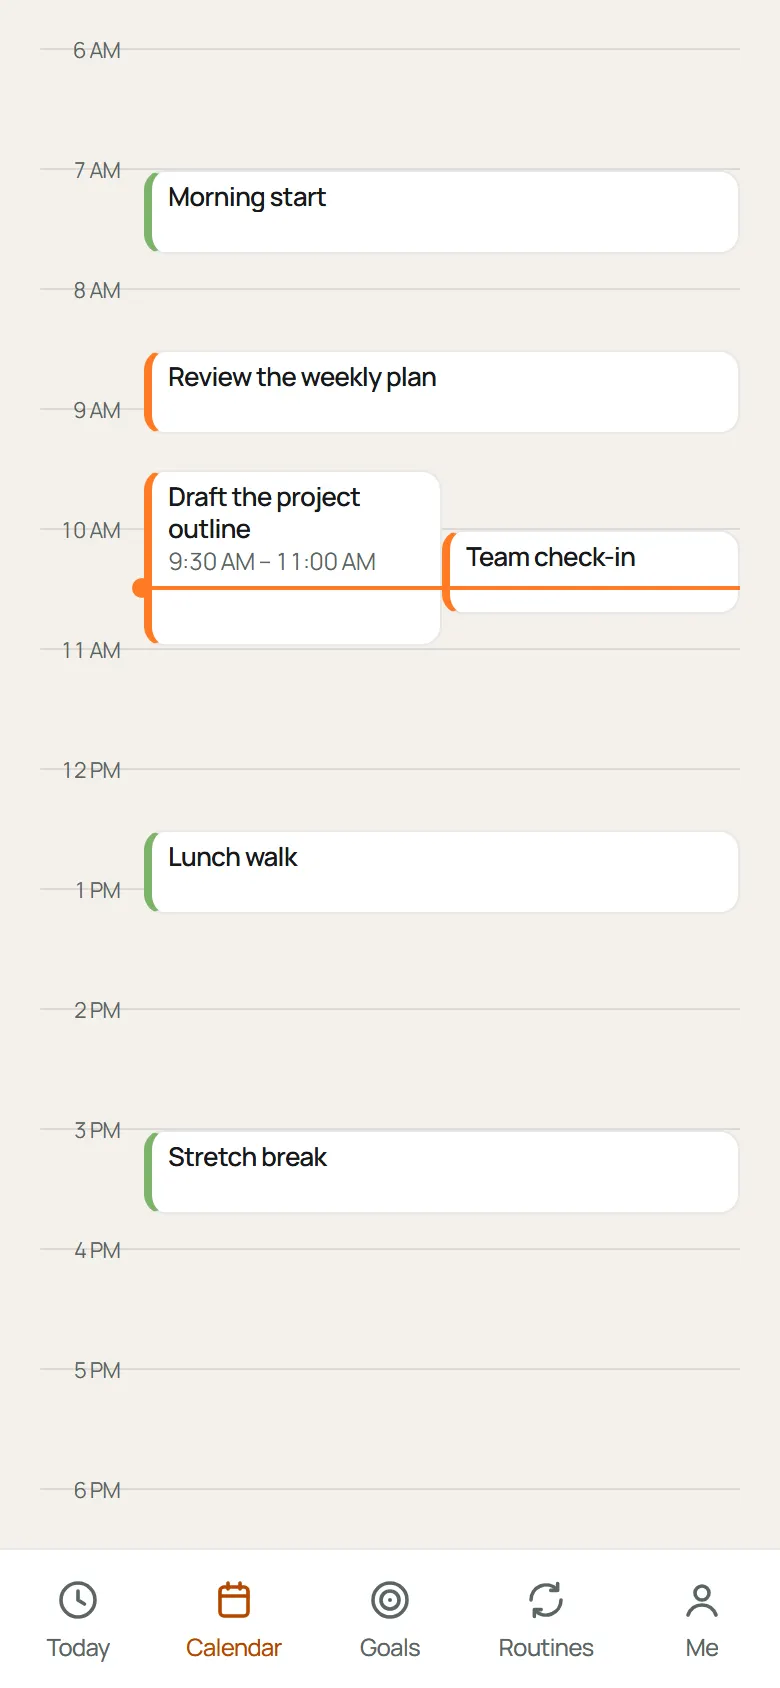 6 AM
7 AM
Morning start
8 AM
Review the weekly plan
9 AM
Draft the project
outline
9:30 AM – 11:00 AM
10 AM
Team check-in
11 AM
12 PM
Lunch walk
1 PM
2 PM
3 PM
Stretch break
4 PM
5 PM
6 PM
Today
Calendar
Goals
Routines
Me